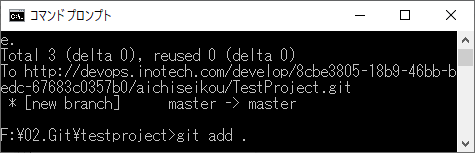 コマンドプロンプト
e.
Total 3 (delta 0), reused 0 (delta 0)
To http://devops.inotech.com/develop/8cbe3805-18b9-46bb-b
edc-67683c0357b0/aichiseikou/TestProject.git
 * [new branch]      master -> master
F:¥02.Git¥testproject>git add .